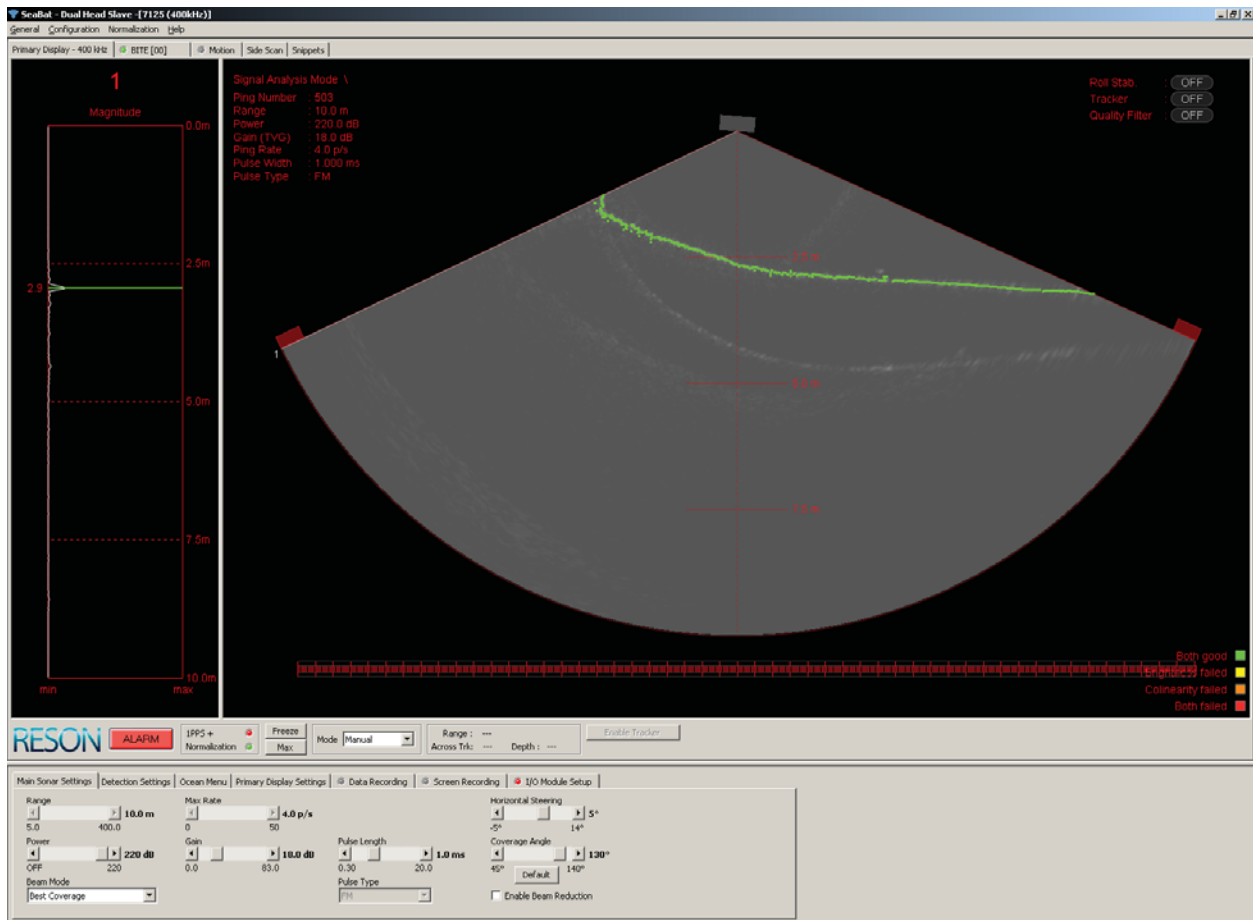 SeaBat - Dual Head Slave -[7125 (400kHz)]
General Configuration Normalization Help
Primary Display - 400 kHz BITE [00] Motion Side Scan Snippets
1
Magnitude
0.0m
2.5m
2.9
5.0m
7.5m
10.0m
min max
Signal Analysis Mode \
Ping Number : 503
Range : 10.0 m
Power : 220.0 dB
Gain (TVG) : 18.0 dB
Ping Rate : 4.0 p/s
Pulse Width : 1.000 ms
Pulse Type : FM
Roll Stab. : OFF
Tracker : OFF
Quality Filter : OFF
1
Both good
Brightness failed
Colinearity failed
Both failed
RESON ALARM
1PPS +
Normalization
Freeze
Max
Mode Manual
Range : ---
Across Trk: --- Depth : ---
Enable Tracker
Main Sonar Settings Detection Settings Ocean Menu Primary Display Settings Data Recording Screen Recording I/O Module Setup
Range Max Rate Horizontal Steering
10.0 m 4.0 p/s 5°
5.0 400.0 0 50 -5° 14°
Power Gain Pulse Length Coverage Angle
220 dB 18.0 dB 1.0 ms 130°
OFF 220 0.0 83.0 0.30 20.0 45° 140°
Default
Beam Mode Pulse Type
Best Coverage FM Enable Beam Reduction